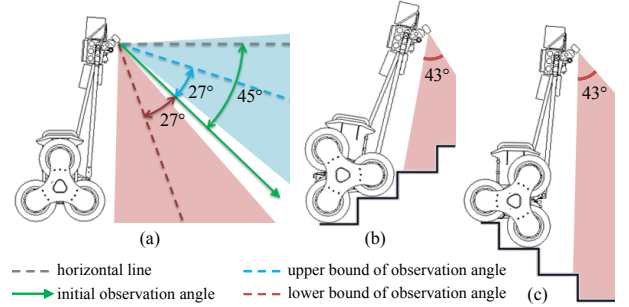 27°
45°
27°
(a)
43°
(b)
43°
(c)
horizontal line
upper bound of observation angle
initial observation angle
lower bound of observation angle